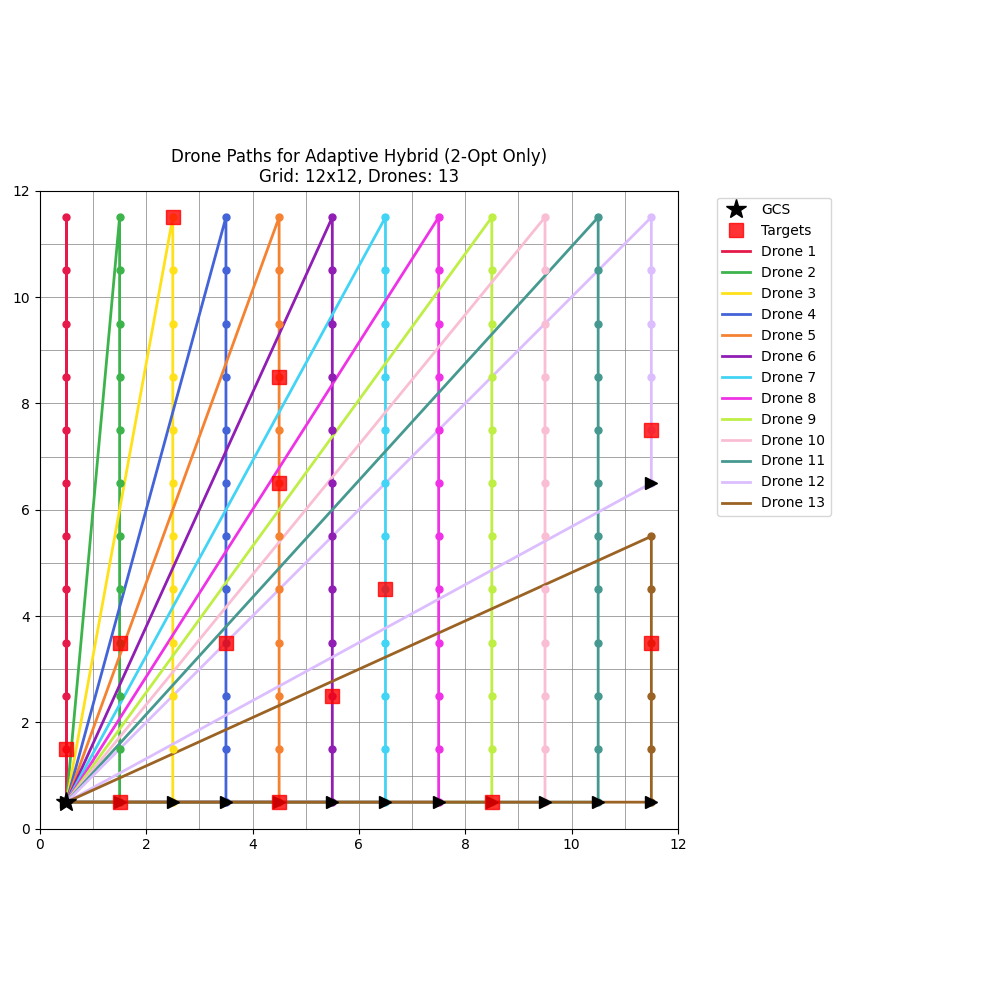 Drone Paths for Adaptive Hybrid (2-Opt Only)
Grid: 12x12, Drones: 13
12
10
8
6
4
2
0
0 2 4 6 8 10 12
GCS
Targets
Drone 1
Drone 2
Drone 3
Drone 4
Drone 5
Drone 6
Drone 7
Drone 8
Drone 9
Drone 10
Drone 11
Drone 12
Drone 13